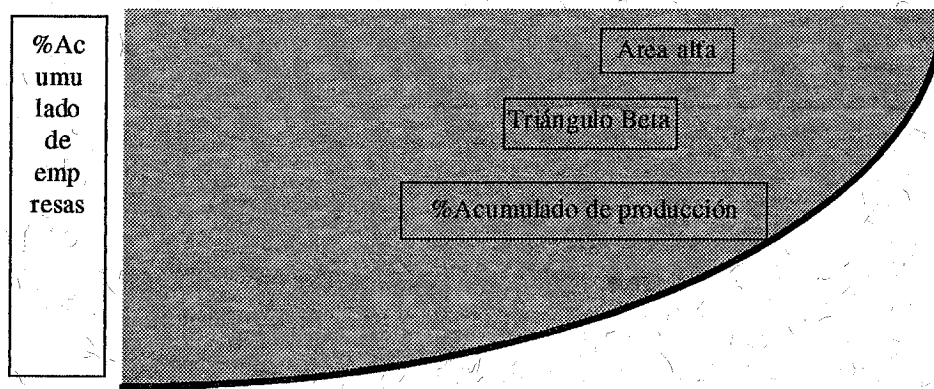 %Ac
umu
lado
de
emp
resas
Área alfa
Triángulo Beta
%Acumulado de producción